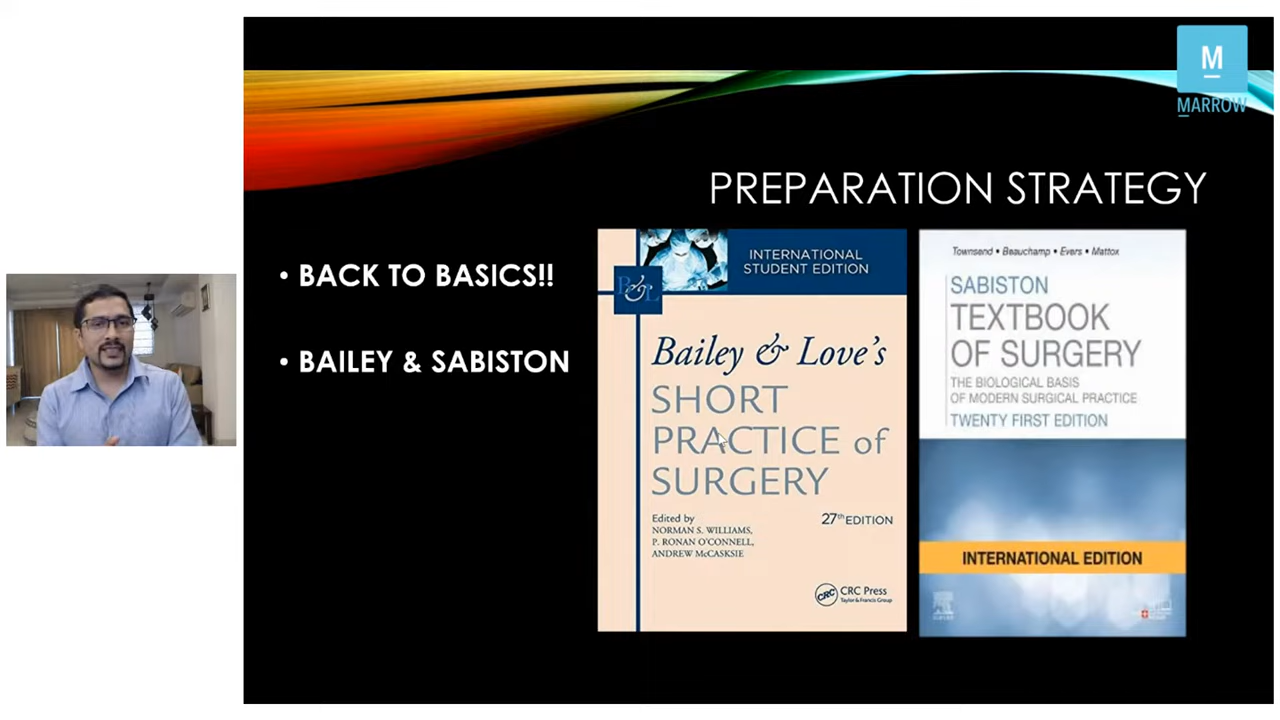 M
MARROW
PREPARATION STRATEGY
• BACK TO BASICS!!
• BAILEY & SABISTON
INTERNATIONAL
STUDENT EDITION
B&L
Bailey & Love's
SHORT
PRACTICE of
SURGERY
Edited by
NORMAN S. WILLIAMS,
P. RONAN O'CONNELL,
ANDREW McCASKSIE
27th EDITION
CRC
CRC Press
Taylor & Francis Group
Townsend • Beauchamp • Evers • Mattox
SABISTON
TEXTBOOK
OF SURGERY
THE BIOLOGICAL BASIS
OF MODERN SURGICAL PRACTICE
TWENTY FIRST EDITION
INTERNATIONAL EDITION